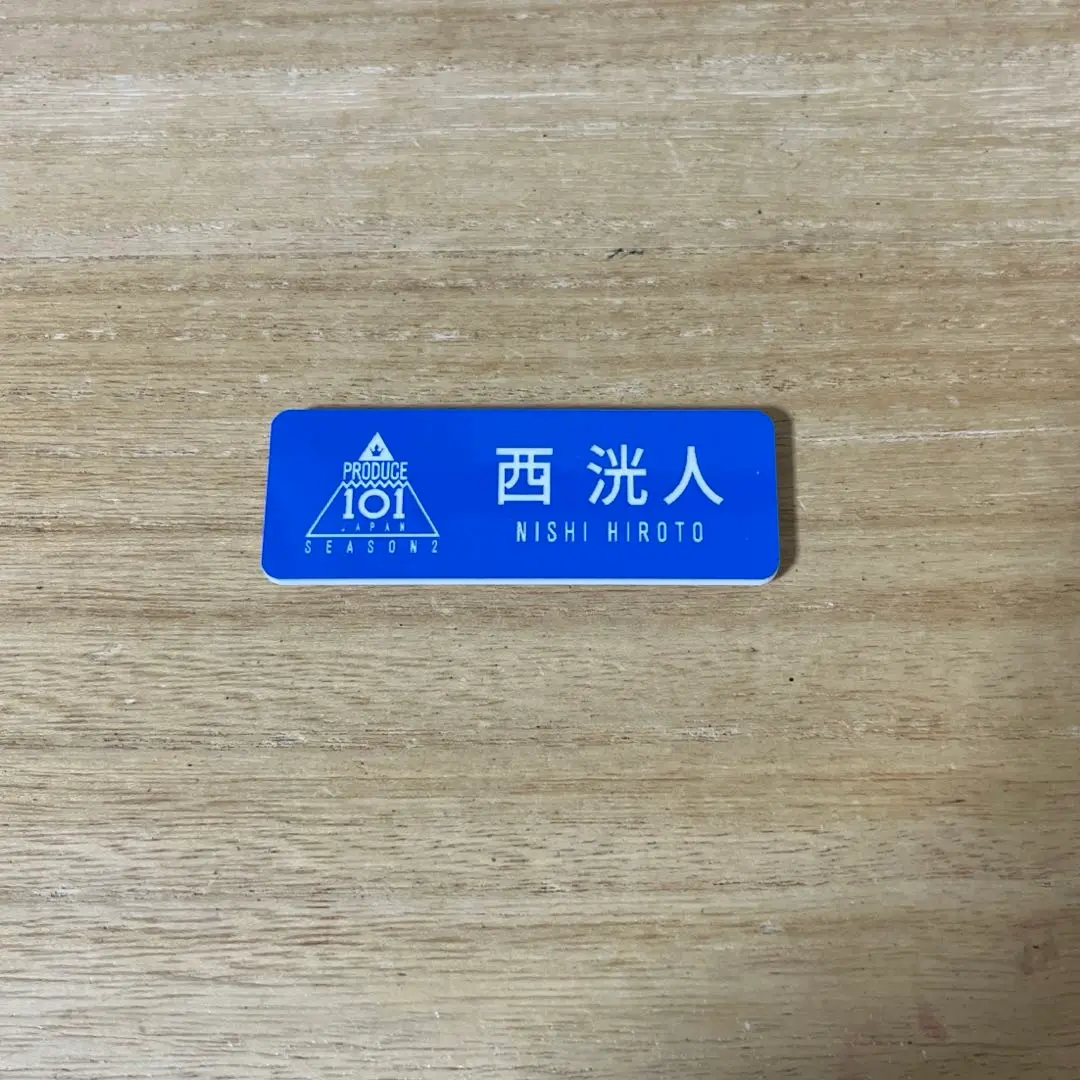 PRODUCE
101
JAPAN
SEASON2
西 洸人
NISHI HIROTO